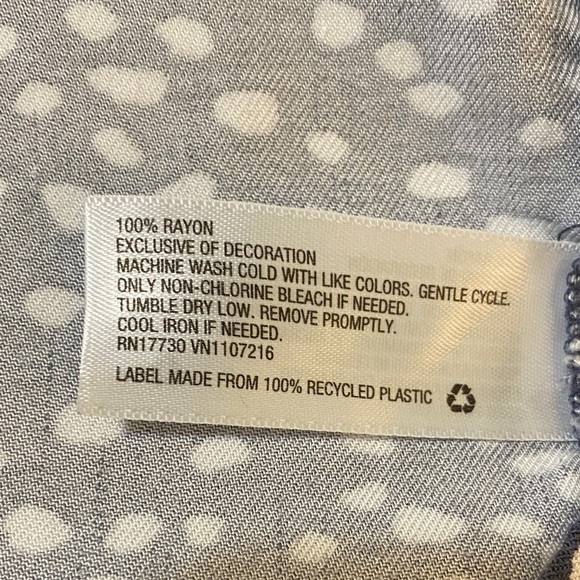 100% RAYON
EXCLUSIVE OF DECORATION
MACHINE WASH COLD WITH LIKE COLORS. GENTLE CYCLE.
ONLY NON-CHLORINE BLEACH IF NEEDED.
TUMBLE DRY LOW. REMOVE PROMPTLY.
COOL IRON IF NEEDED.
RN17730 VN1107216
LABEL MADE FROM 100% RECYCLED PLASTIC